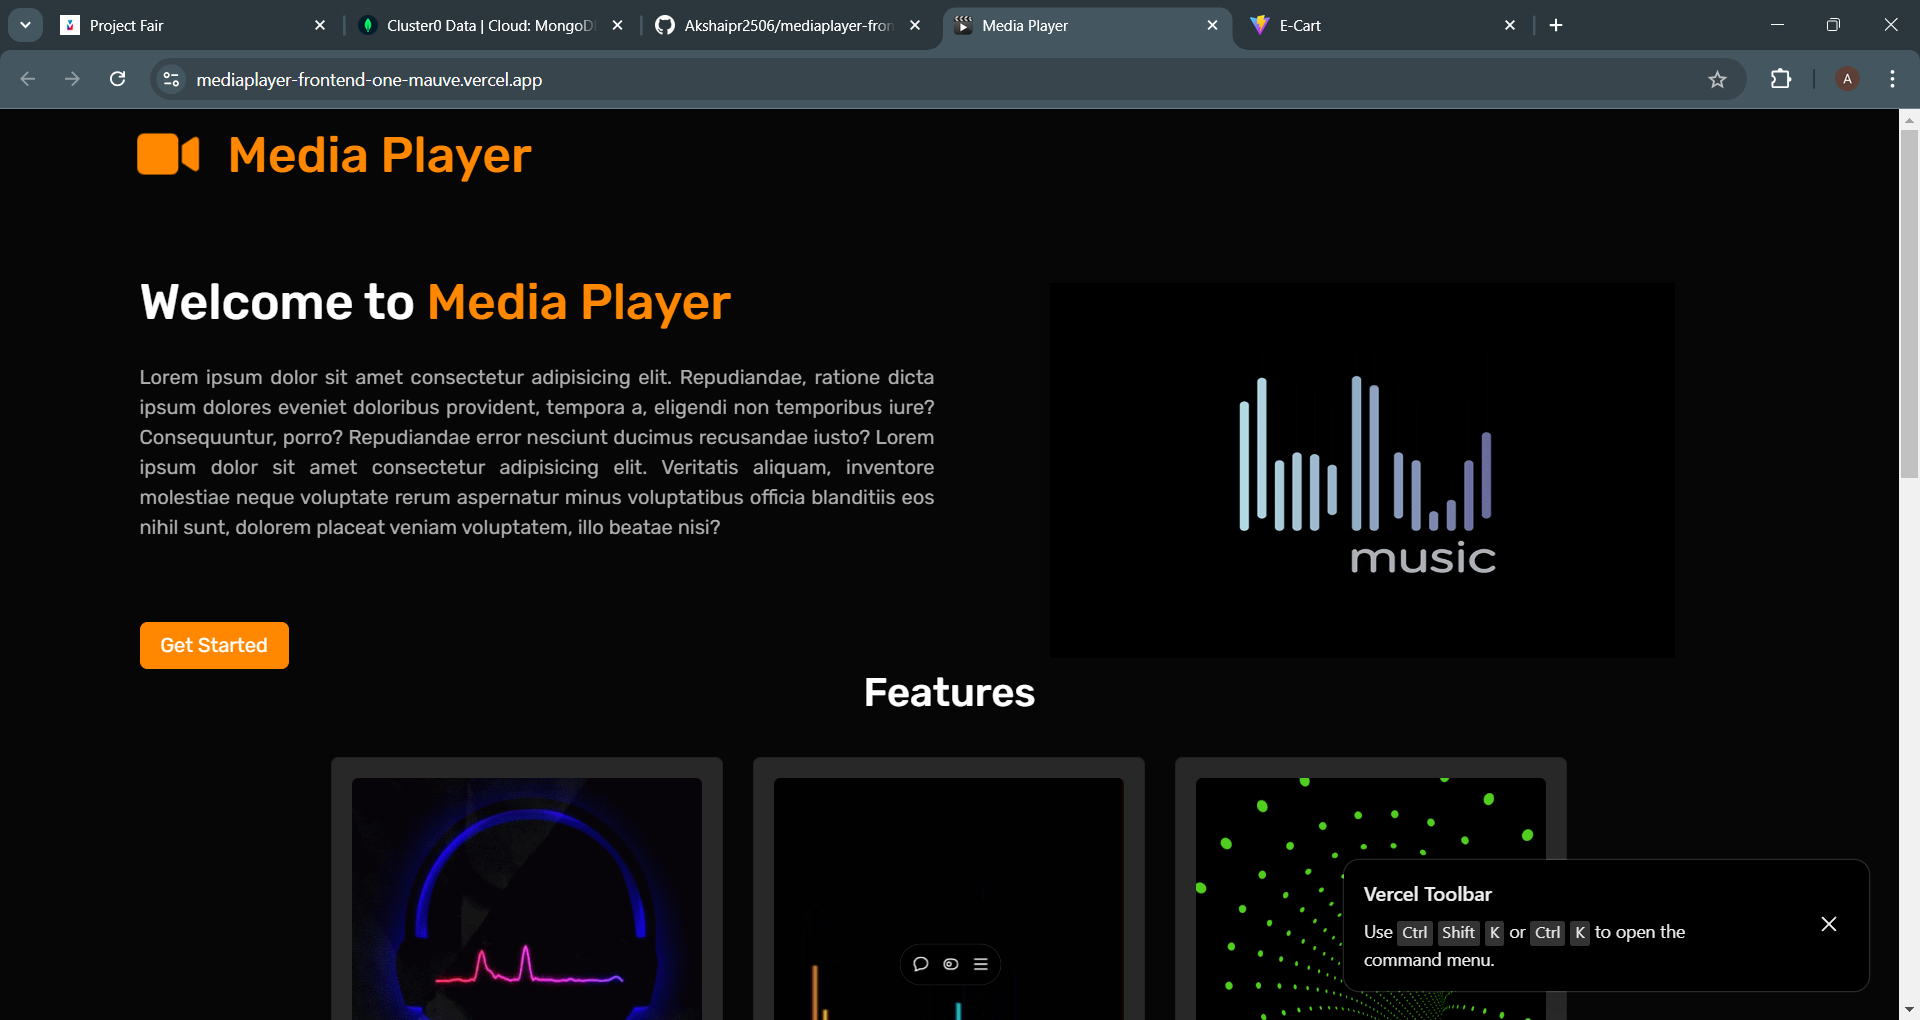 Project Fair
Cluster0 Data | Cloud: MongoD
Akshaipr2506/mediaplayer-fron
Media Player
E-Cart
mediaplayer-frontend-one-mauve.vercel.app
A
Media Player
Welcome to Media Player
Lorem ipsum dolor sit amet consectetur adipisicing elit. Repudiandae, ratione dicta
ipsum dolores eveniet doloribus provident, tempora a, eligendi non temporibus iure?
Consequuntur, porro? Repudiandae error nesciunt ducimus recusandae iusto? Lorem
ipsum dolor sit amet consectetur adipisicing elit. Veritatis aliquam, inventore
molestiae neque voluptate rerum aspernatur minus voluptatibus officia blanditiis eos
nihil sunt, dolorem placeat veniam voluptatem, illo beatae nisi?
music
Get Started
Features
Vercel Toolbar
Use Ctrl Shift K or Ctrl K to open the
command menu.